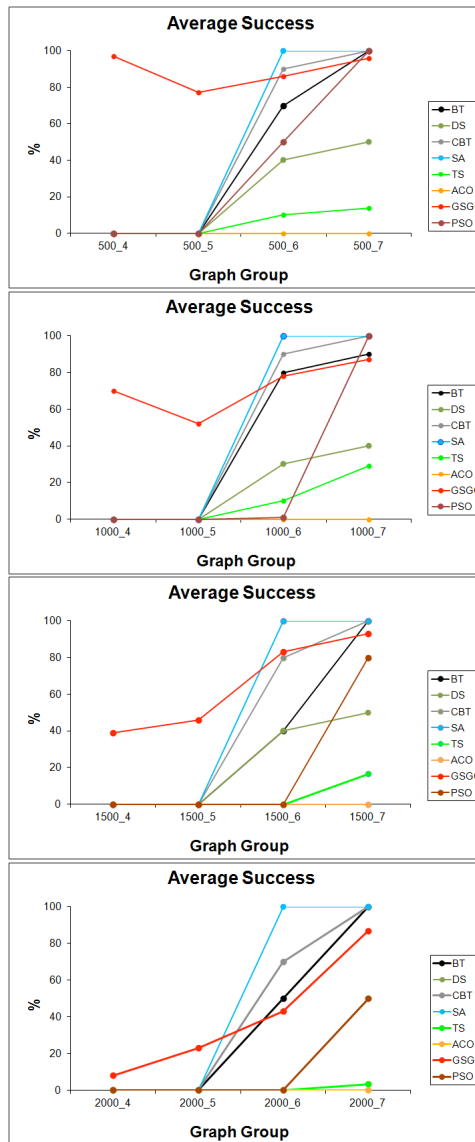 Average Success
100
80
60
40
20
0
%
500_4 500_5 500_6 500_7
Graph Group
BT
DS
CBT
SA
TS
ACO
GSG
PSO
Average Success
100
80
60
40
20
0
%
1000_4 1000_5 1000_6 1000_7
Graph Group
BT
DS
CBT
SA
TS
ACO
GSG
PSO
Average Success
100
80
60
40
20
0
%
1500_4 1500_5 1500_6 1500_7
Graph Group
BT
DS
CBT
SA
TS
ACO
GSG
PSO
Average Success
100
80
60
40
20
0
%
2000_4 2000_5 2000_6 2000_7
Graph Group
BT
DS
CBT
SA
TS
ACO
GSG
PSO